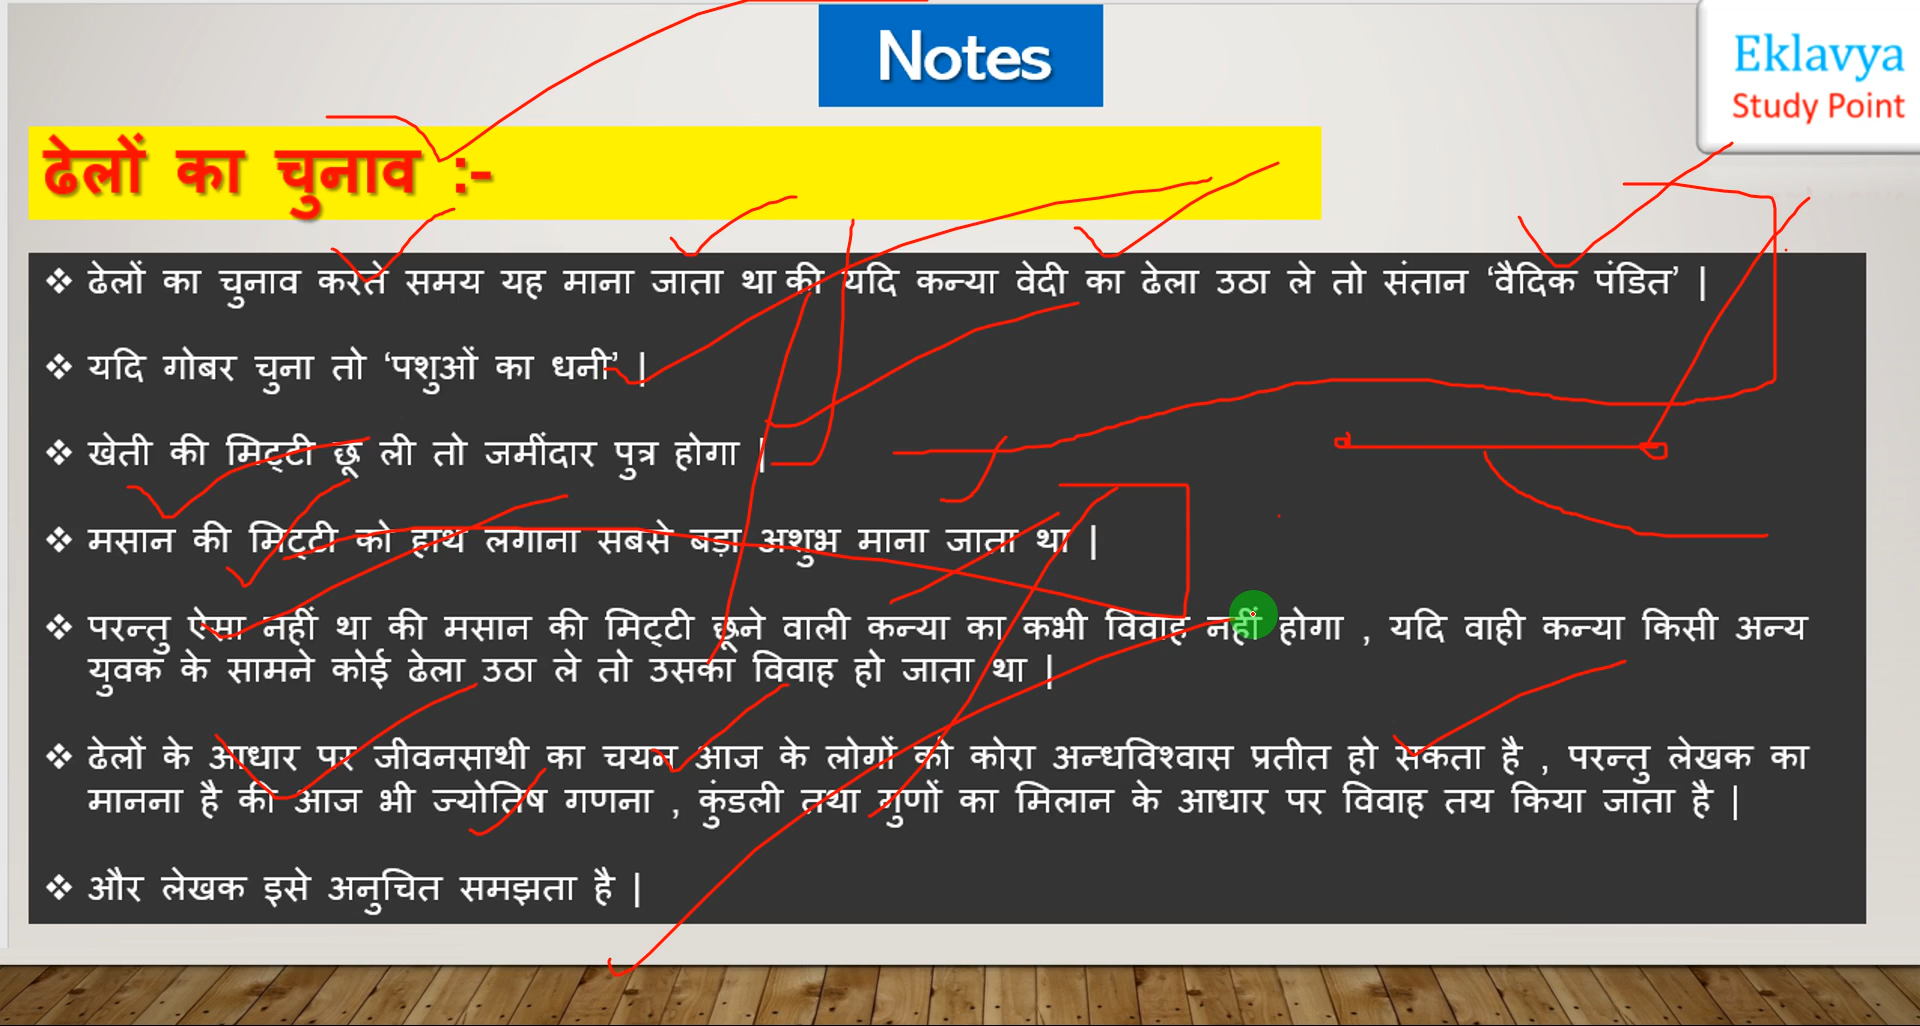 Notes
Eklavya
Study Point
ढेलों का चुनाव :-
❖ ढेलों का चुनाव करते समय यह माना जाता था की यदि कन्या वेदी का ढेला उठा ले तो संतान ‘वैदिक पंडित’ |
❖ यदि गोबर चुना तो ‘पशुओं का धनी’ |
❖ खेती की मिट्टी छू ली तो जमींदार पुत्र होगा |
❖ मसान की मिट्टी को हाथ लगाना सबसे बड़ा अशुभ माना जाता था |
❖ परन्तु ऐसा नहीं था की मसान की मिट्टी छूने वाली कन्या का कभी विवाह नहीं होगा , यदि वाही कन्या किसी अन्य
युवक के सामने कोई ढेला उठा ले तो उसका विवाह हो जाता था |
❖ ढेलों के आधार पर जीवनसाथी का चयन आज के लोगों को कोरा अन्धविश्वास प्रतीत हो सकता है , परन्तु लेखक का
मानना है की आज भी ज्योतिष गणना , कुंडली तथा गुणों का मिलान के आधार पर विवाह तय किया जाता है |
❖ और लेखक इसे अनुचित समझता है |